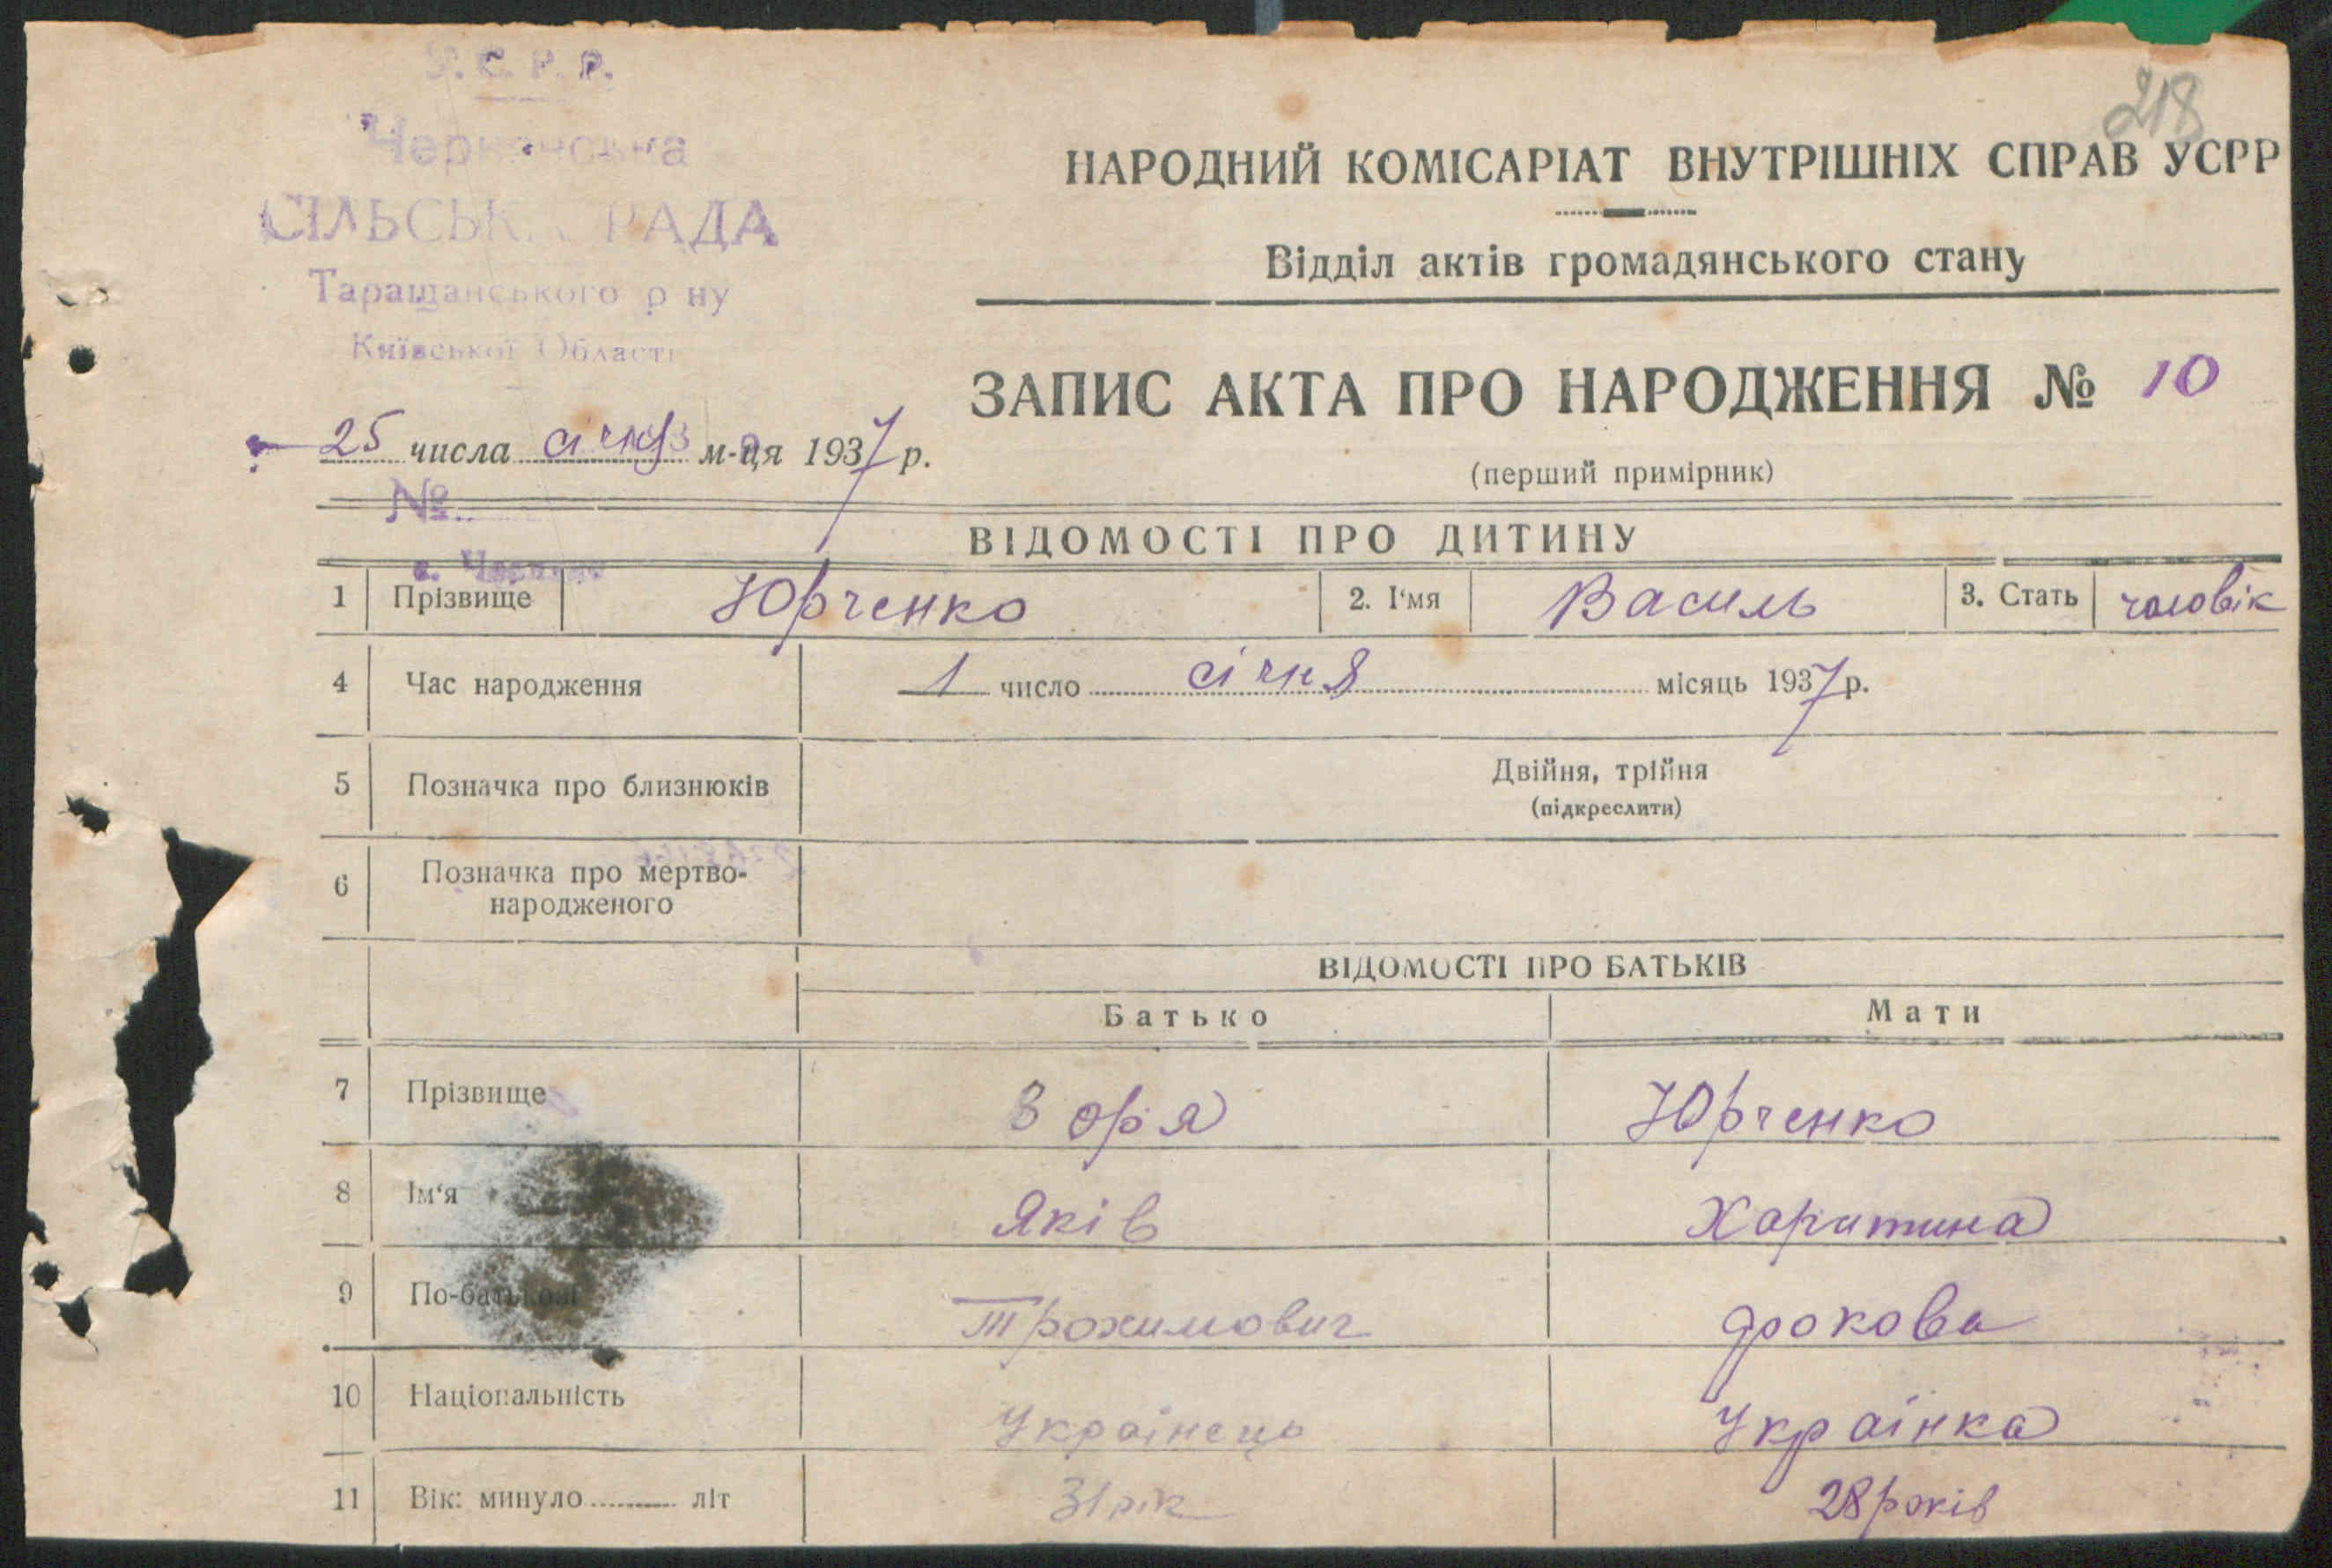 У.С.Р.Р.
СІЛЬСЬКА РАДА
Таращанського р ну
Київської Області
218
НАРОДНИЙ КОМІСАРІАТ ВНУТРІШНІХ СПРАВ УСРР
Відділ актів громадянського стану
ЗАПИС АКТА ПРО НАРОДЖЕННЯ № 10
25 числа січня м-ця 1937 р.
(перший примірник)
№
ВІДОМОСТІ ПРО ДИТИНУ
1 Прізвище Юрченко 2. І'мя Василь 3. Стать чоловік
4 Час народження 1 число січня місяць 1937 р.
5 Позначка про близнюків Двійня, трійня
(підкреслити)
6 Позначка про мертво-
народженого
ВІДОМОСТІ ПРО БАТЬКІВ
Батько Мати
7 Прізвище Зоря Юрченко
8 Ім'я Яків Харитина
9 По-батькові Трохимович
10 Національність Українець Українка
11 Вік: минуло літ 31 рік 28 років